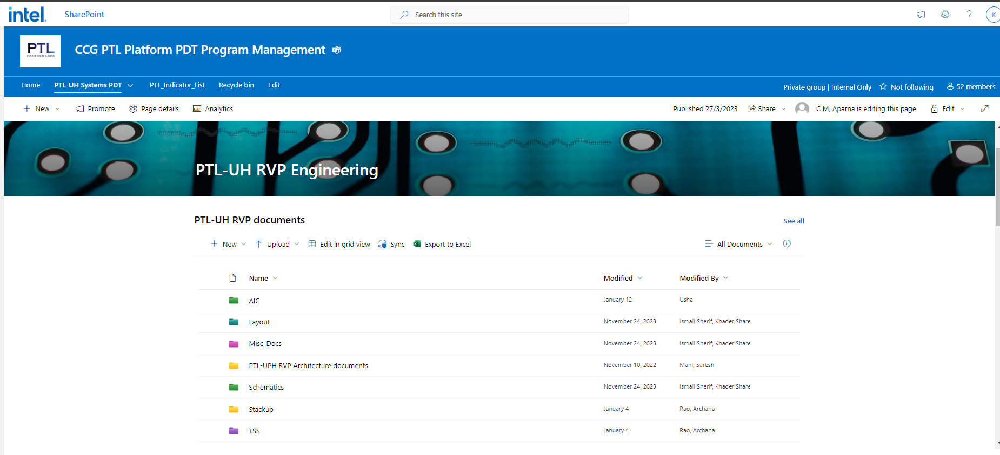 intel. SharePoint Search this site K
PTL
PANTHER LAKE
CCG PTL Platform PDT Program Management
Home PTL-UH Systems PDT PTL_Indicator_List Recycle bin Edit Private group | Internal Only Not following 52 members
New Promote Page details Analytics Published 27/3/2023 Share C M, Aparna is editing this page Edit
PTL-UH RVP Engineering
PTL-UH RVP documents See all
New Upload Edit in grid view Sync Export to Excel All Documents
Name Modified Modified By
AIC January 12 Usha
Layout November 24, 2023 Ismail Sherif, Khader Share
Misc_Docs November 24, 2023 Ismail Sherif, Khader Share
PTL-UPH RVP Architecture documents November 10, 2022 Mani, Suresh
Schematics November 24, 2023 Ismail Sherif, Khader Share
Stackup January 4 Rao, Archana
TSS January 4 Rao, Archana